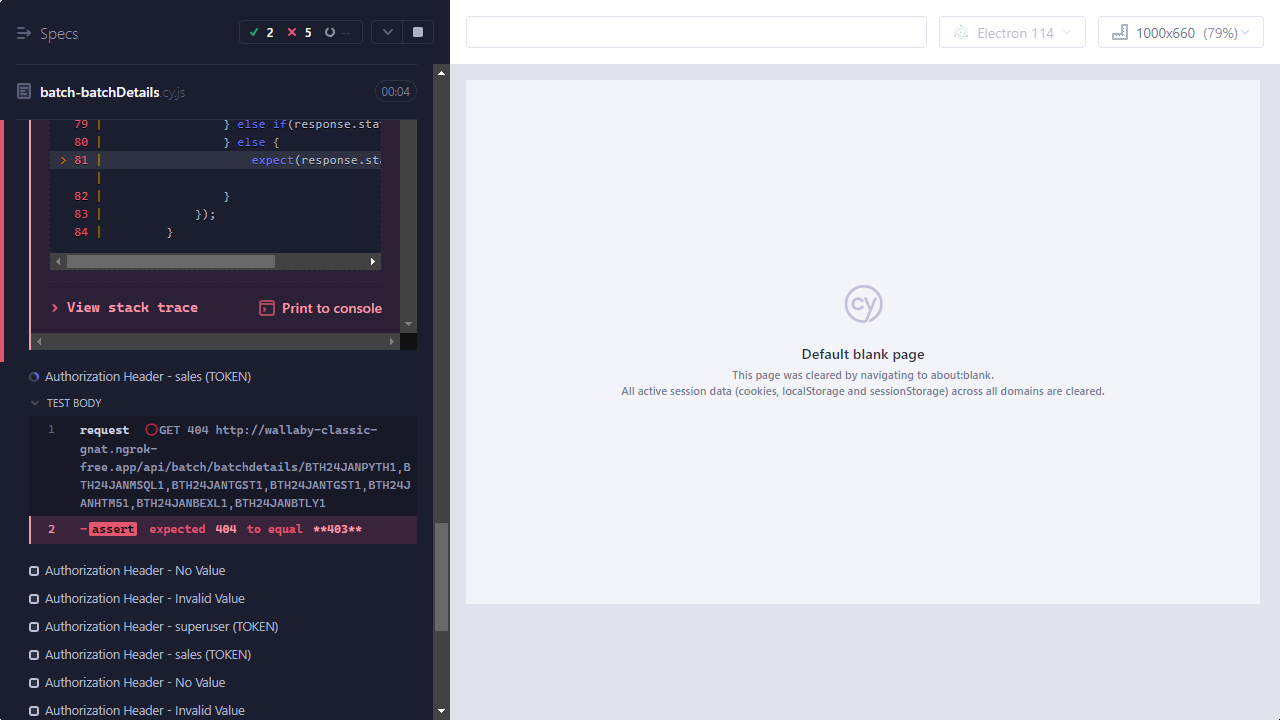 Specs
2
5
--
Electron 114
1000x660 (79%)
batch-batchDetails.cy.js
00:04
79 | } else if(response.sta
80 | } else {
> 81 | expect(response.sta
|
82 | }
83 | });
84 | }
View stack trace
Print to console
Authorization Header - sales (TOKEN)
TEST BODY
1 request GET 404 http://wallaby-classic-
gnat.ngrok-
free.app/api/batch/batchdetails/BTH24JANPYTH1,B
TH24JANMSQL1,BTH24JANTGST1,BTH24JANTGST1,BTH24J
ANHTM51,BTH24JANBEXL1,BTH24JANBTLY1
2 -assert expected 404 to equal **403**
Authorization Header - No Value
Authorization Header - Invalid Value
Authorization Header - superuser (TOKEN)
Authorization Header - sales (TOKEN)
Authorization Header - No Value
Authorization Header - Invalid Value
cy
Default blank page
This page was cleared by navigating to about:blank.
All active session data (cookies, localStorage and sessionStorage) across all domains are cleared.